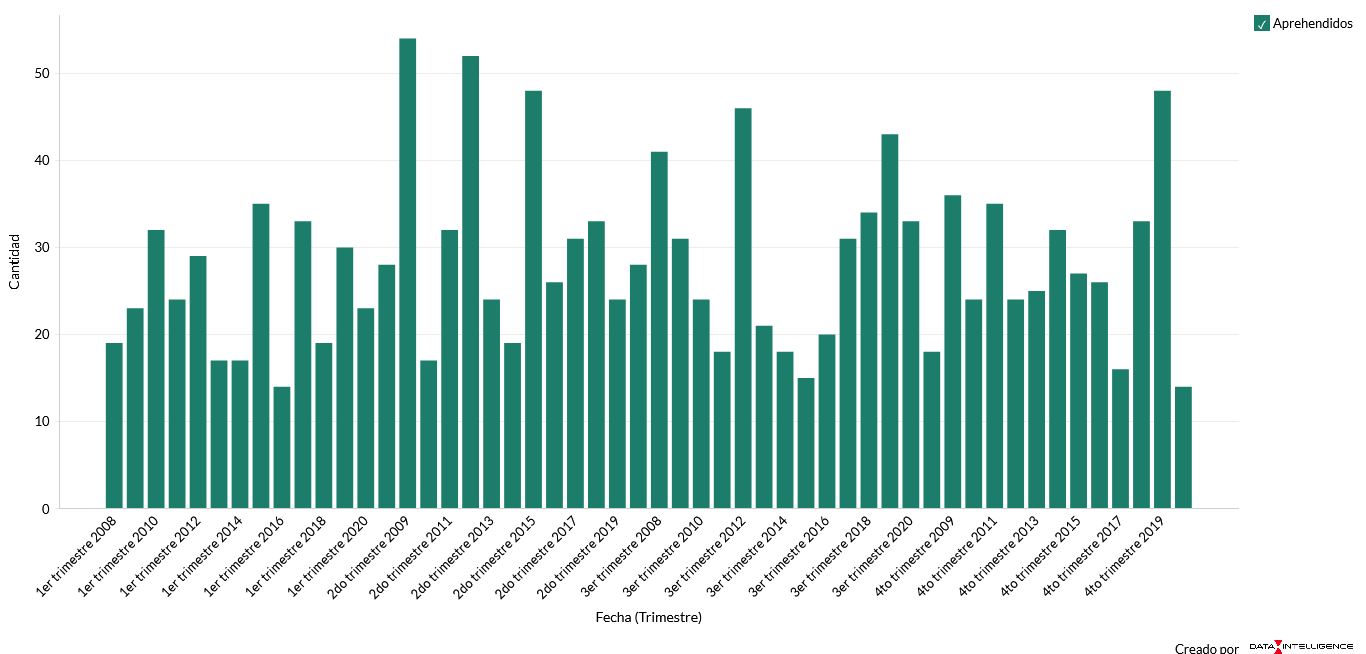 Aprehendidos
Cantidad
50
40
30
20
10
0
1er trimestre 2008
1er trimestre 2010
1er trimestre 2012
1er trimestre 2014
1er trimestre 2016
1er trimestre 2018
1er trimestre 2020
2do trimestre 2009
2do trimestre 2011
2do trimestre 2013
2do trimestre 2015
2do trimestre 2017
2do trimestre 2019
3er trimestre 2008
3er trimestre 2010
3er trimestre 2012
3er trimestre 2014
3er trimestre 2016
3er trimestre 2018
3er trimestre 2020
4to trimestre 2009
4to trimestre 2011
4to trimestre 2013
4to trimestre 2015
4to trimestre 2017
4to trimestre 2019
Fecha (Trimestre)
Creado por DATA INTELLIGENCE